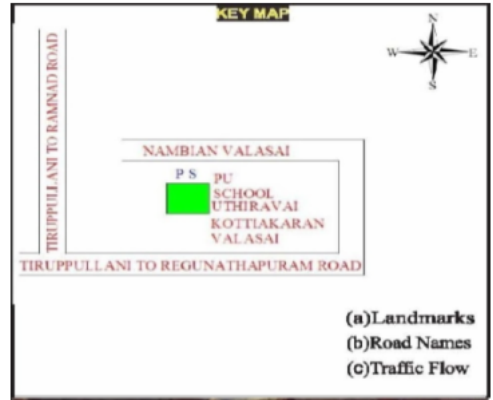 KEY MAP
N
W E
S
TIRUPPULLANI TO RAMNAD ROAD
NAMBIAN VALASAI
P S
PU
SCHOOL
UTHIRAVAI
KOTTIAKARAN
VALASAI
TIRUPPULLANI TO REGUNATHAPURAM ROAD
(a)Landmarks
(b)Road Names
(c)Traffic Flow